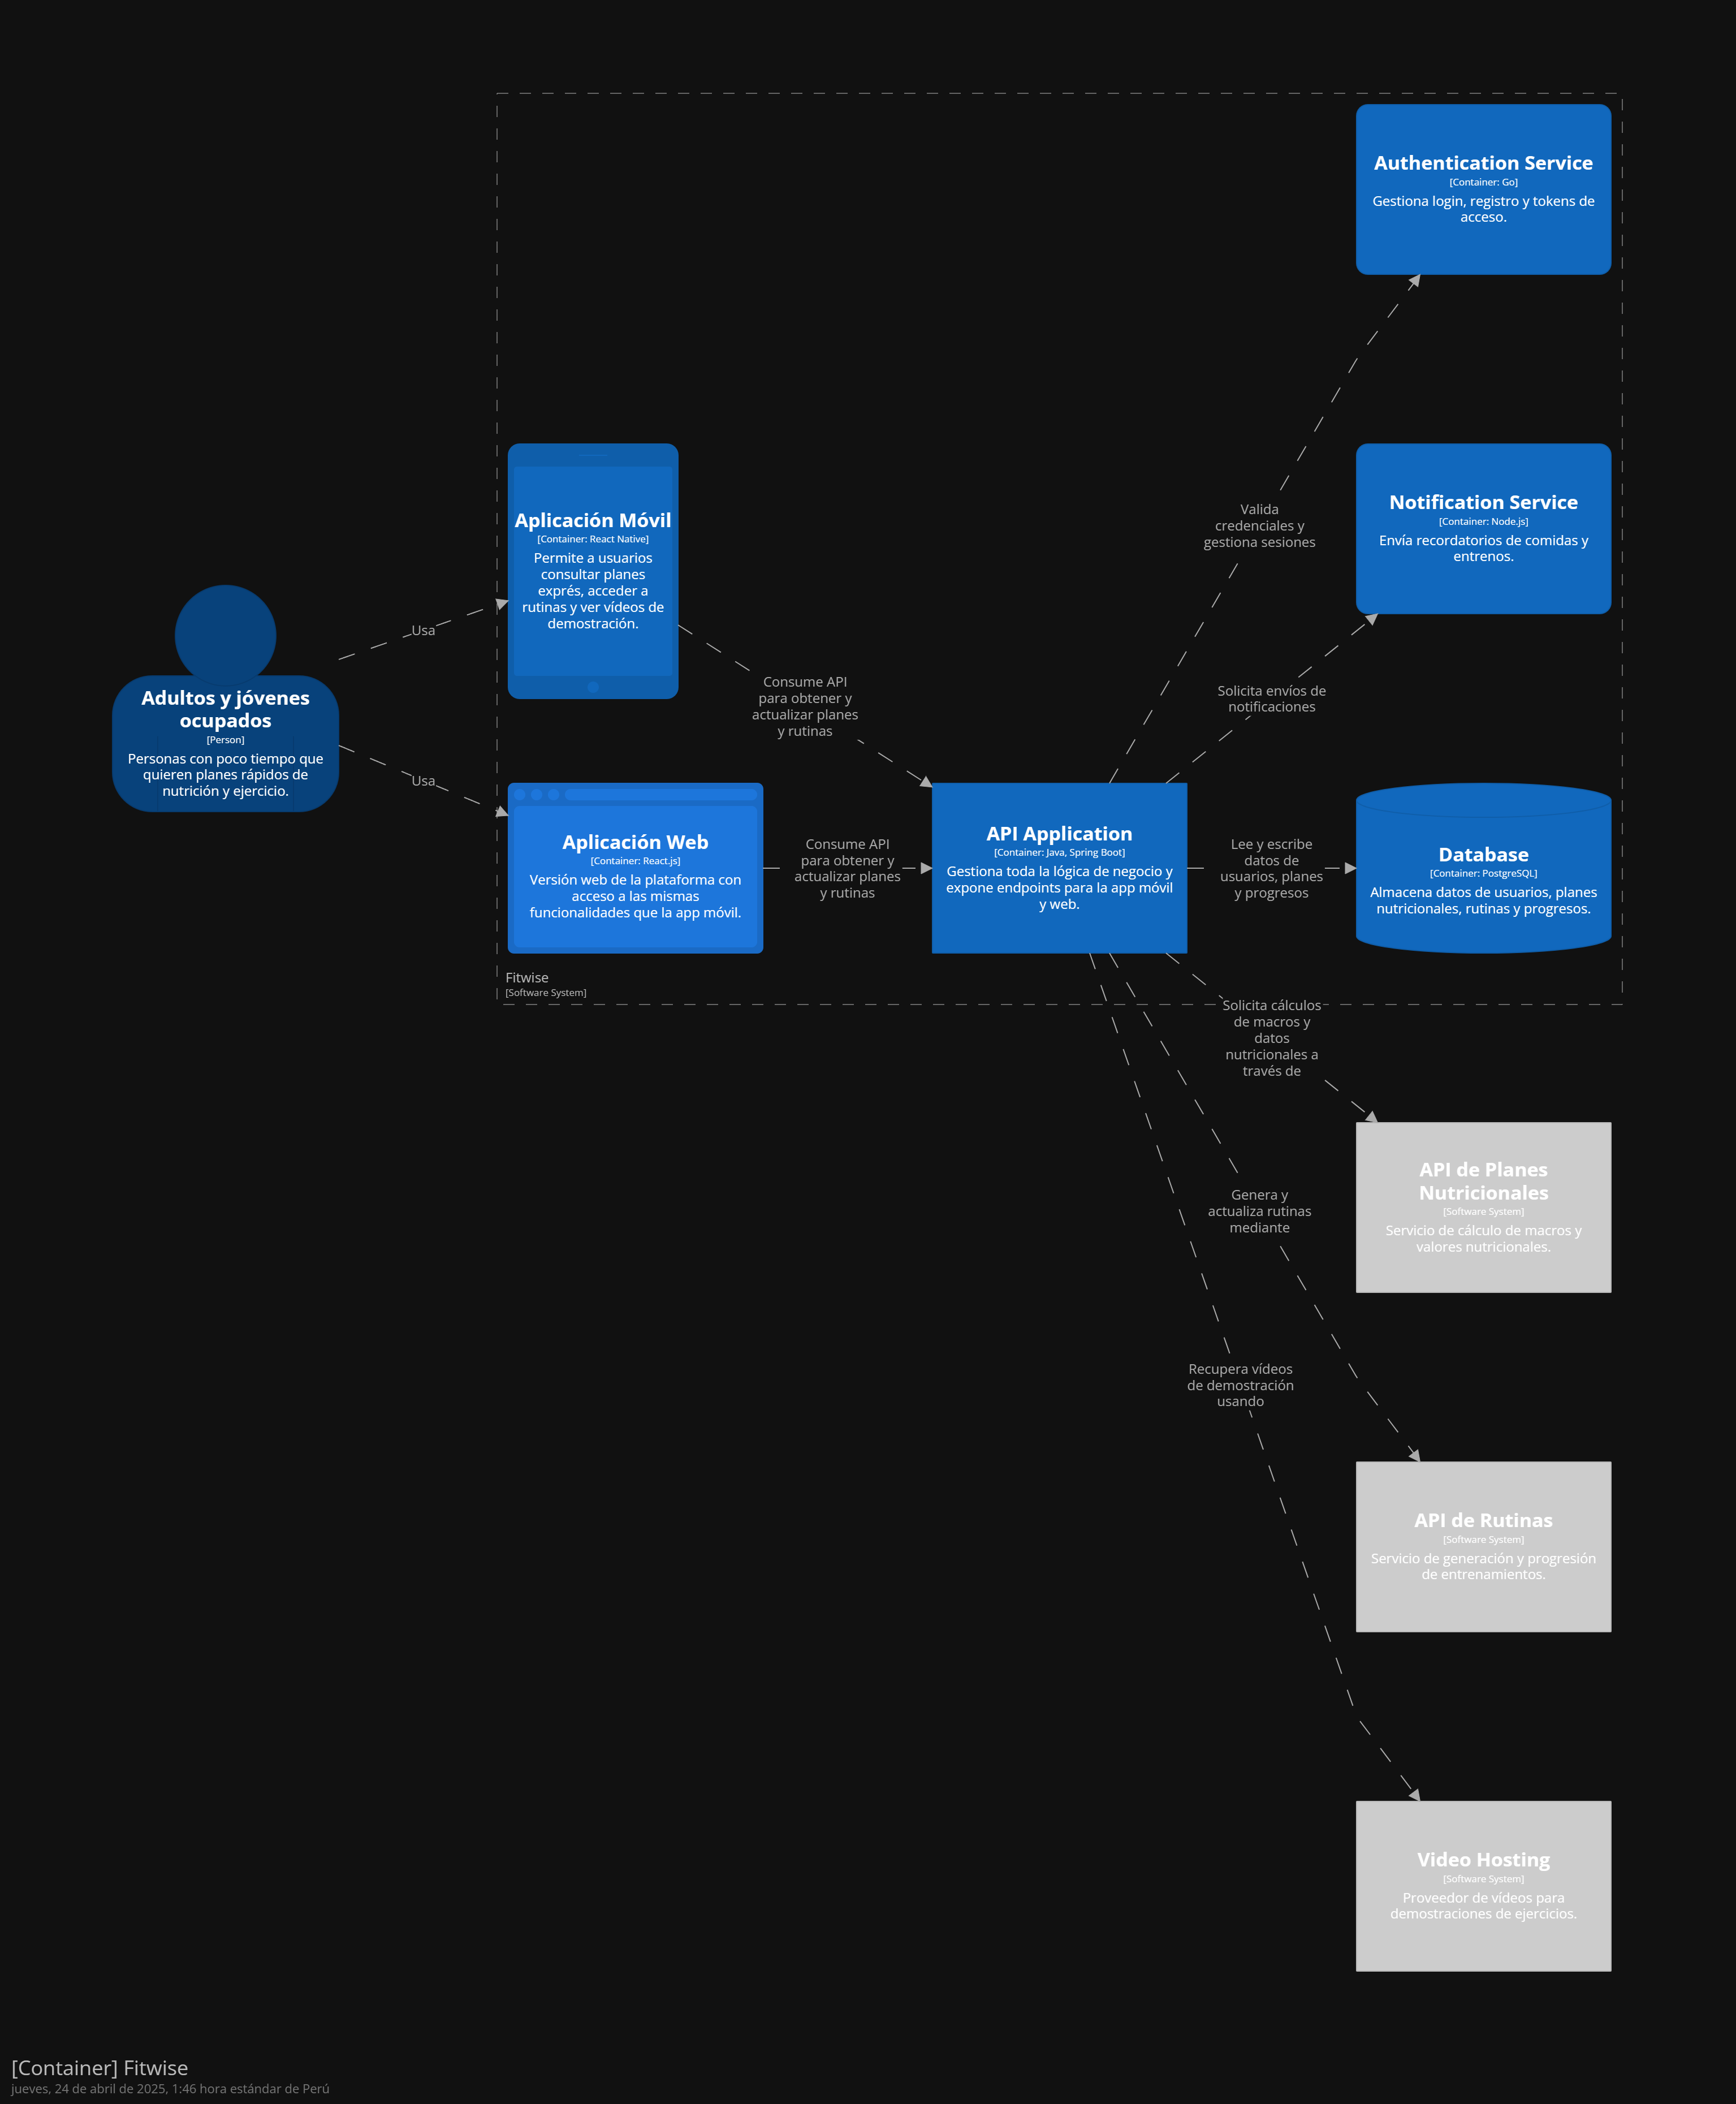 Authentication Service
[Container: Go]
Gestiona login, registro y tokens de
acceso.
Notification Service
[Container: Node.js]
Envía recordatorios de comidas y
entrenos.
Valida
credenciales y
gestiona sesiones
Solicita envíos de
notificaciones
Aplicación Móvil
[Container: React Native]
Permite a usuarios
consultar planes
exprés, acceder a
rutinas y ver vídeos de
demostración.
Usa
Adultos y jóvenes
ocupados
[Person]
Personas con poco tiempo que
quieren planes rápidos de
nutrición y ejercicio.
Usa
Consume API
para obtener y
actualizar planes
y rutinas
Aplicación Web
[Container: React.js]
Versión web de la plataforma con
acceso a las mismas
funcionalidades que la app móvil.
Consume API
para obtener y
actualizar planes
y rutinas
API Application
[Container: Java, Spring Boot]
Gestiona toda la lógica de negocio y
expone endpoints para la app móvil
y web.
Lee y escribe
datos de
usuarios, planes
y progresos
Database
[Container: PostgreSQL]
Almacena datos de usuarios, planes
nutricionales, rutinas y progresos.
Fitwise
[Software System]
Solicita cálculos
de macros y
datos
nutricionales a
través de
API de Planes
Nutricionales
[Software System]
Servicio de cálculo de macros y
valores nutricionales.
Genera y
actualiza rutinas
mediante
Recupera vídeos
de demostración
usando
API de Rutinas
[Software System]
Servicio de generación y progresión
de entrenamientos.
Video Hosting
[Software System]
Proveedor de vídeos para
demostraciones de ejercicios.
[Container] Fitwise
jueves, 24 de abril de 2025, 1:46 hora estándar de Perú